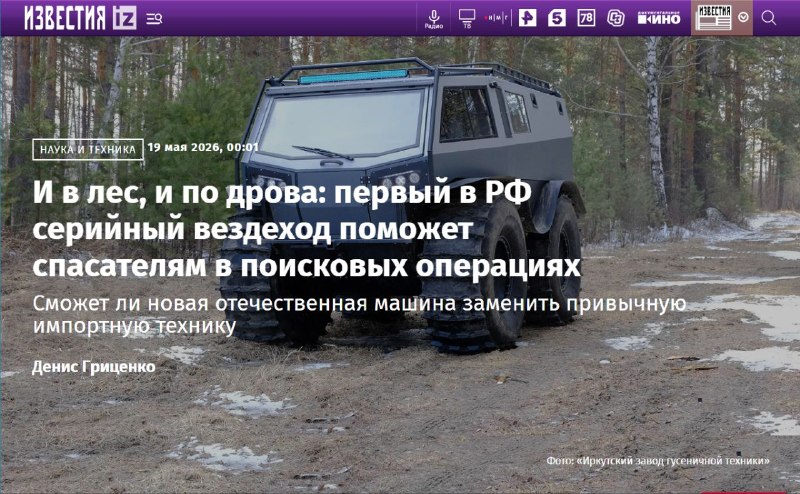 ИЗВЕСТИЯ iz
Радио
ТВ
•н|м|г
5
78
документальное
КИНО
ИЗВЕСТИЯ
НАУКА И ТЕХНИКА
19 мая 2026, 00:01
И в лес, и по дрова: первый в РФ
серийный вездеход поможет
спасателям в поисковых операциях
Сможет ли новая отечественная машина заменить привычную
импортную технику
Денис Гриценко
Фото: «Иркутский завод гусеничной техники»